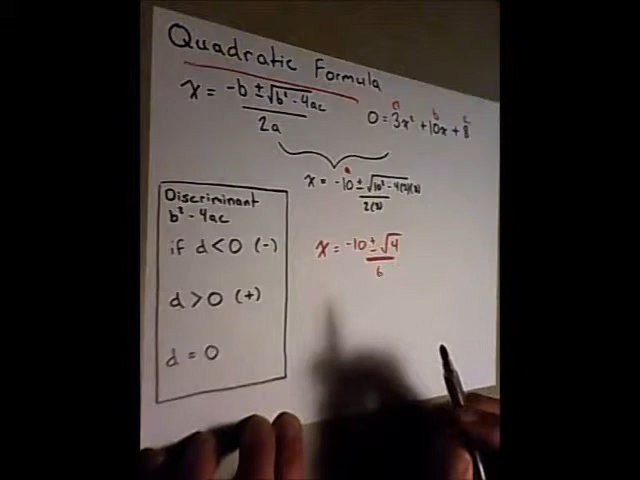 Quadratic Formula
x = -b ± √b² - 4ac
2a
a b c
0 = 3x² + 10x + 8
x = -10 ± √10² - 4(3)(8)
2(3)
x = -10 ± √4
6
Discriminant
b² - 4ac
if d < 0 (-)
d > 0 (+)
d = 0